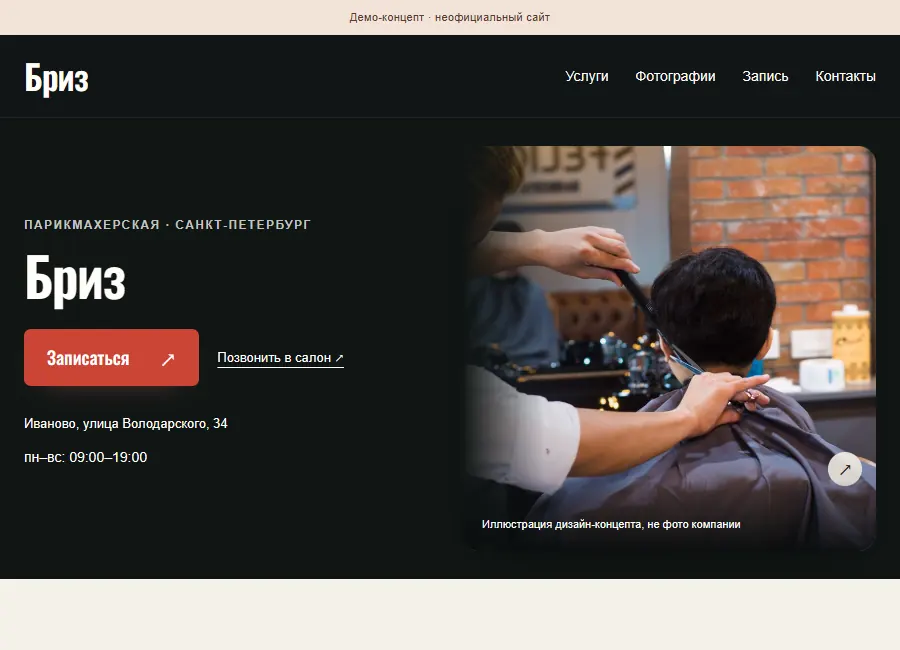 Демо-концепт · неофициальный сайт
Бриз
Услуги Фотографии Запись Контакты
ПАРИКМАХЕРСКАЯ · САНКТ-ПЕТЕРБУРГ
Бриз
Записаться ↗
Позвонить в салон ↗
Иваново, улица Володарского, 34
пн–вс: 09:00–19:00
Иллюстрация дизайн-концепта, не фото компании